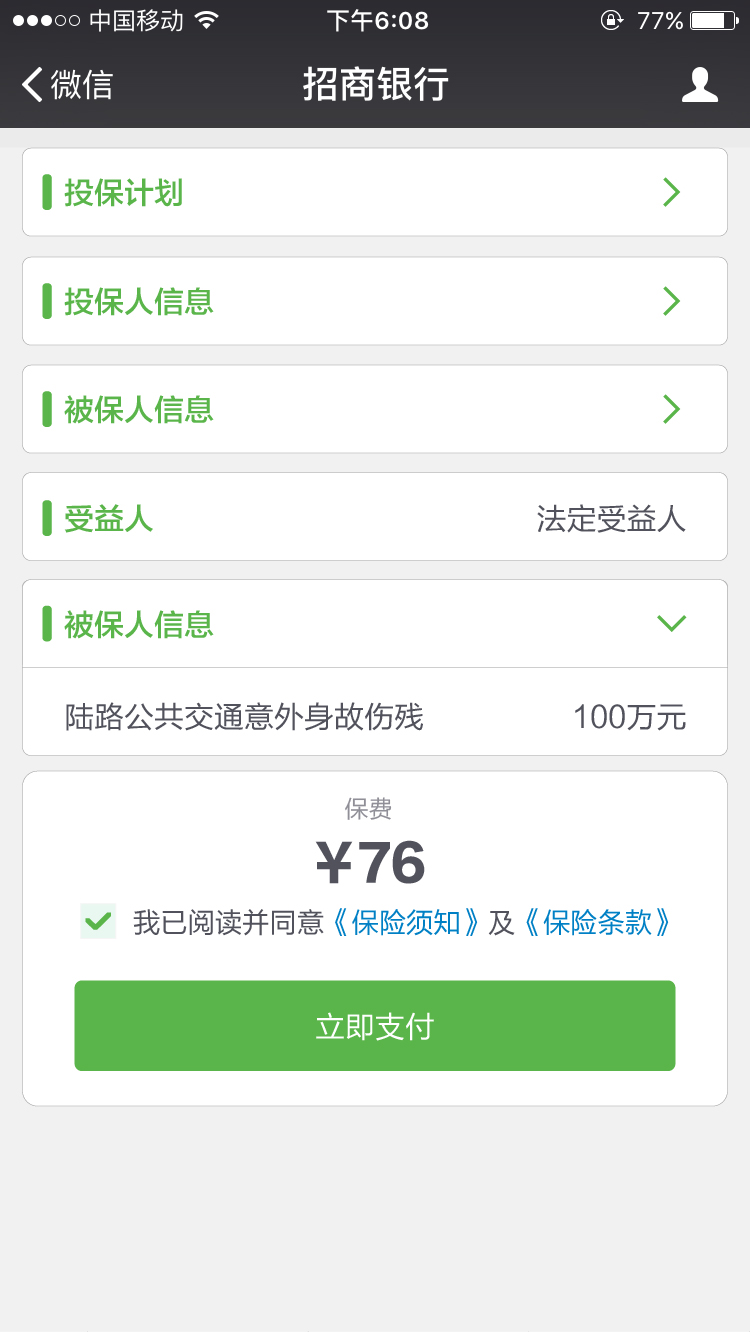 中国移动 下午6:08 77%
微信 招商银行
投保计划
投保人信息
被保人信息
受益人 法定受益人
被保人信息
陆路公共交通意外身故伤残 100万元
保费
¥76
我已阅读并同意《保险须知》及《保险条款》
立即支付